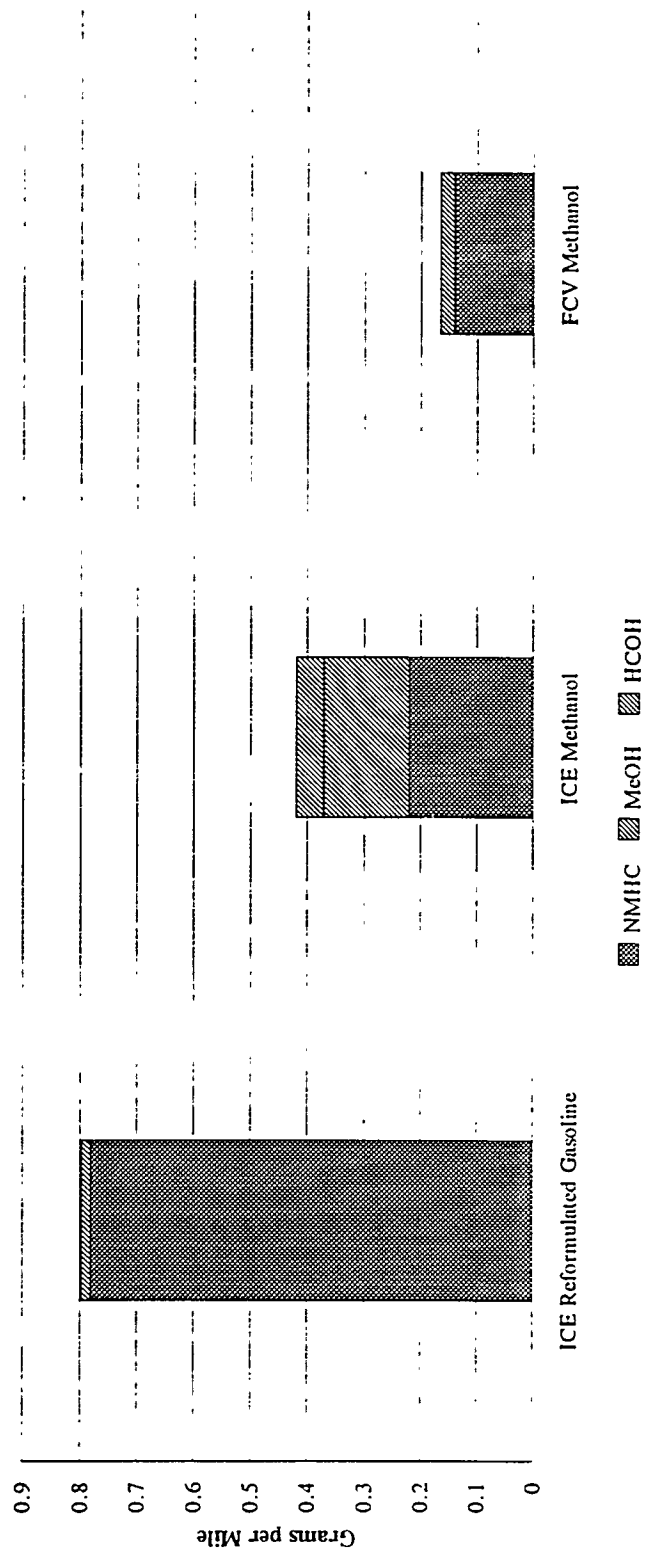 Grams per Mile
0.9
0.8
0.7
0.6
0.5
0.4
0.3
0.2
0.1
0
ICE Reformulated Gasoline
ICE Methanol
FCV Methanol
NMHC MeOH HCOH